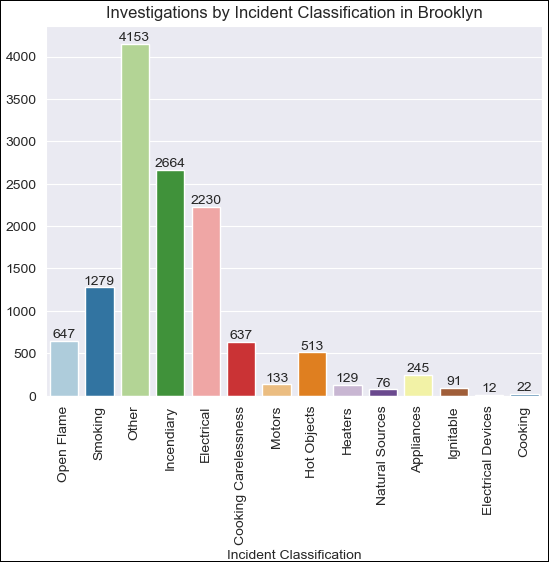 Investigations by Incident Classification in Brooklyn
4153
4000
3500
3000
2664
2500
2230
2000
1500
1279
1000
647
637
513
500
133
129
76
245
91
12
22
0
Open Flame
Smoking
Other
Incendiary
Electrical
Cooking Carelessness
Motors
Hot Objects
Heaters
Natural Sources
Appliances
Ignitable
Electrical Devices
Cooking
Incident Classification